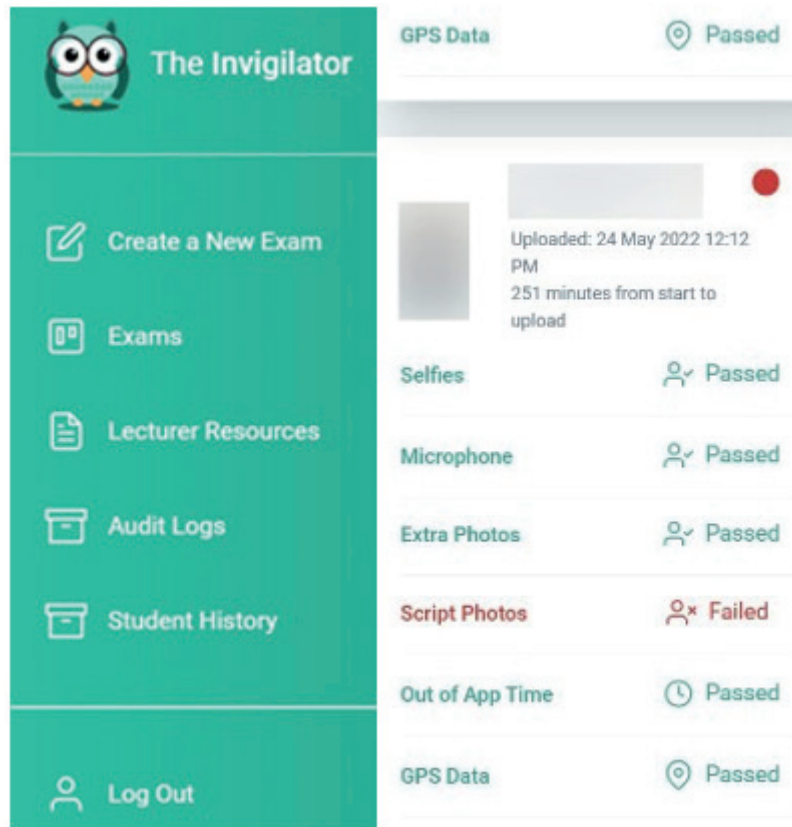 The Invigilator
Create a New Exam
Exams
Lecturer Resources
Audit Logs
Student History
Log Out
GPS Data Passed
Uploaded: 24 May 2022 12:12
PM
251 minutes from start to
upload
Selfies Passed
Microphone Passed
Extra Photos Passed
Script Photos Failed
Out of App Time Passed
GPS Data Passed